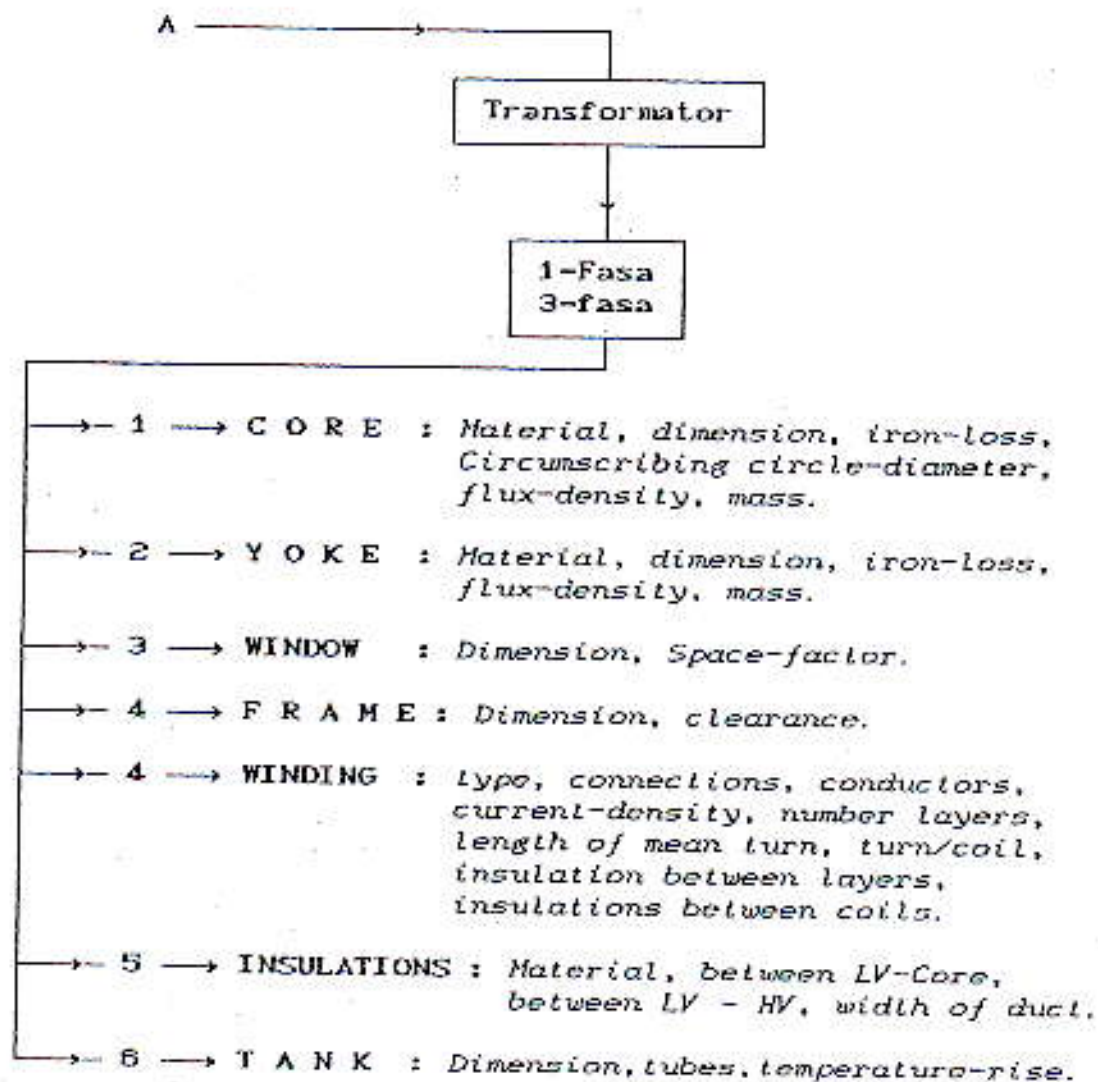 A
Transformator
1-Fasa
3-fasa
1 C O R E : Material, dimension, iron-loss,
Circumscribing circle-diameter,
flux-density, mass.
2 Y O K E : Material, dimension, iron-loss,
flux-density, mass.
3 WINDOW : Dimension, Space-factor.
4 F R A M E : Dimension, clearance.
4 WINDING : type, connections, conductors,
current-density, number layers,
length of mean turn, turn/coil,
insulation between layers,
insulations between coils.
5 INSULATIONS : Material, between LV-Core,
between LV - HV, width of duct.
6 T A N K : Dimension, tubes, temperature-rise.